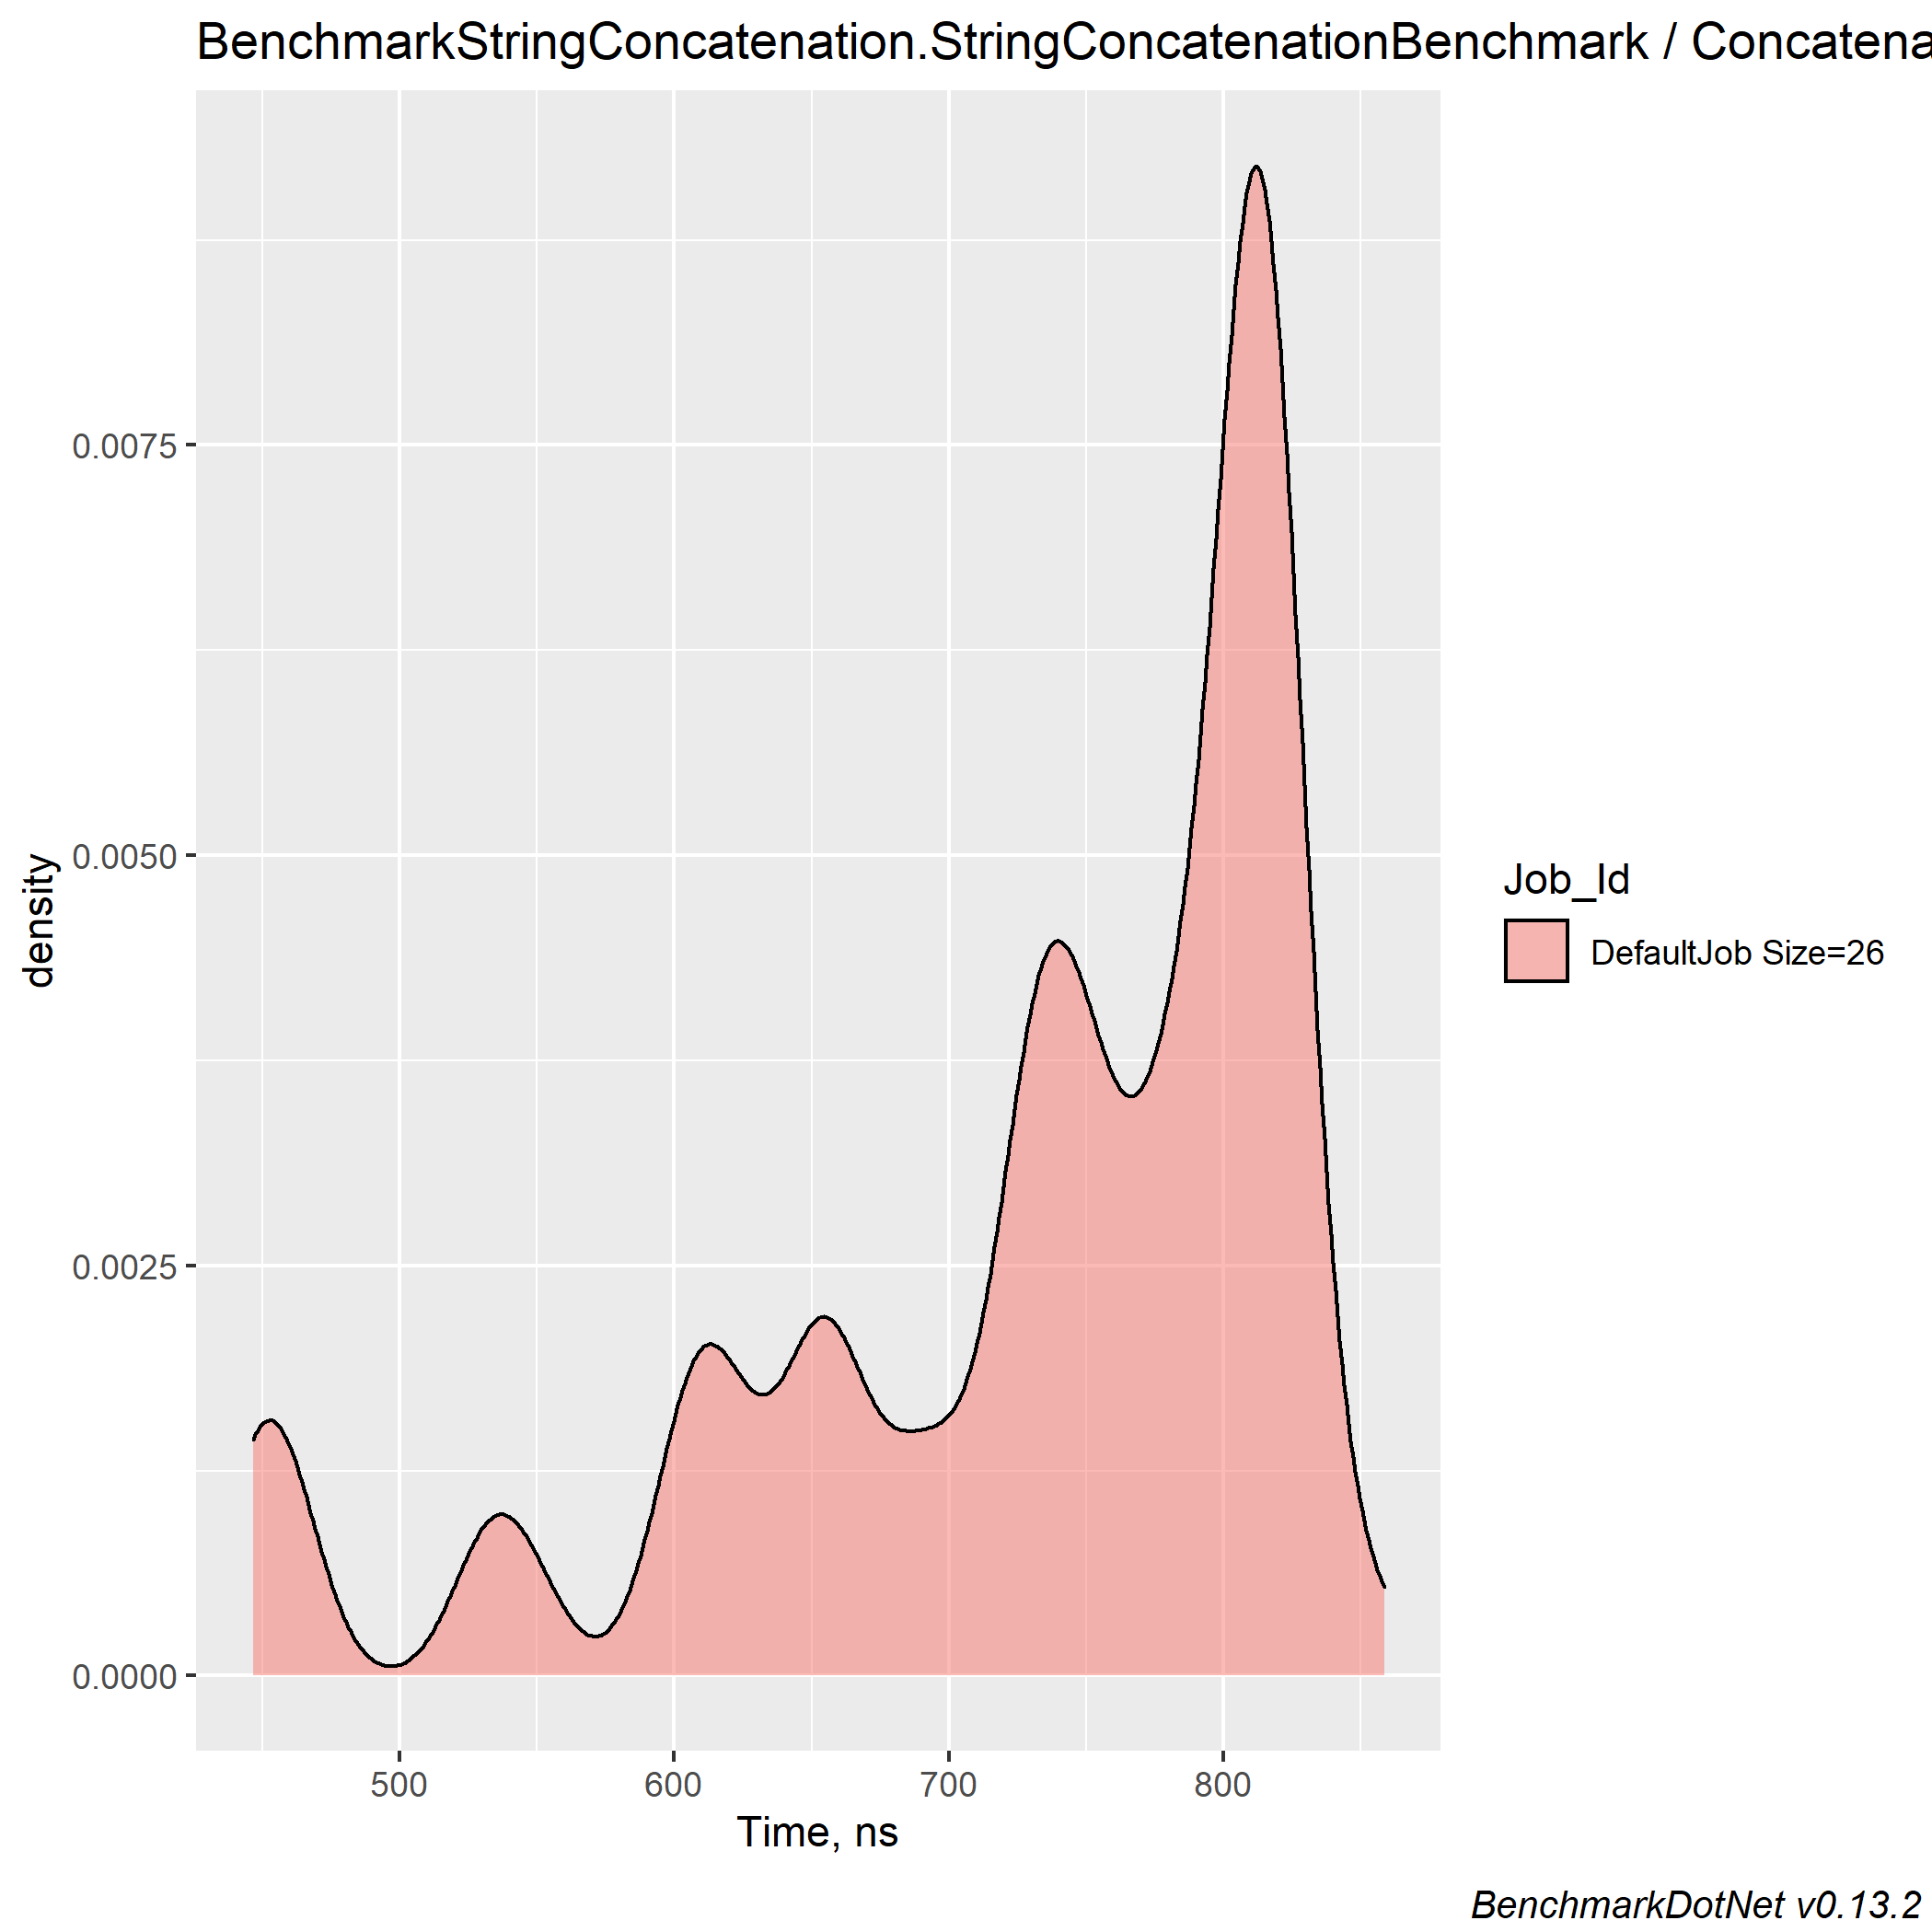 BenchmarkStringConcatenation.StringConcatenationBenchmark / Concatena
0.0075
0.0050
0.0025
0.0000
density
500 600 700 800
Time, ns
Job_Id
DefaultJob Size=26
BenchmarkDotNet v0.13.2